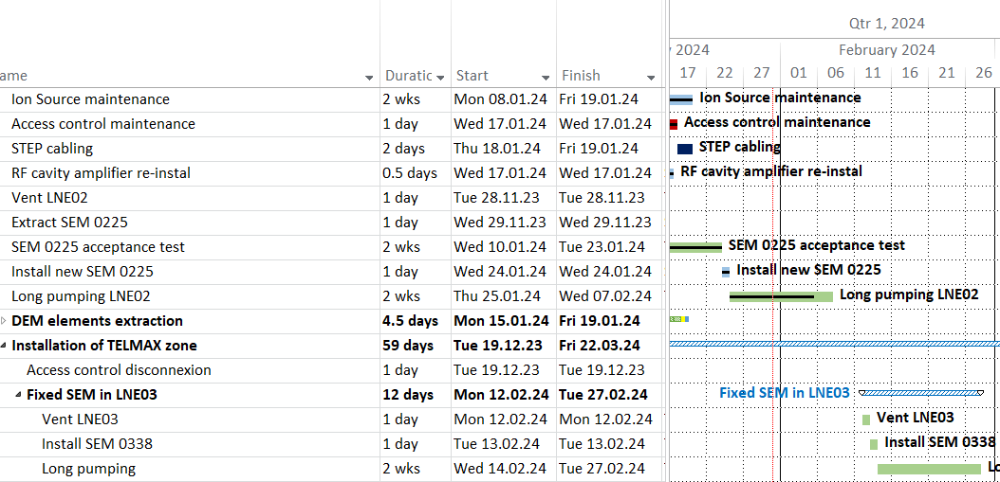 Qtr 1, 2024
2024 February 2024
ame Duratic Start Finish 17 22 27 01 06 11 16 21 26
Ion Source maintenance 2 wks Mon 08.01.24 Fri 19.01.24 Ion Source maintenance
Access control maintenance 1 day Wed 17.01.24 Wed 17.01.24 Access control maintenance
STEP cabling 2 days Thu 18.01.24 Fri 19.01.24 STEP cabling
RF cavity amplifier re-instal 0.5 days Wed 17.01.24 Wed 17.01.24 RF cavity amplifier re-instal
Vent LNE02 1 day Tue 28.11.23 Tue 28.11.23
Extract SEM 0225 1 day Wed 29.11.23 Wed 29.11.23
SEM 0225 acceptance test 2 wks Wed 10.01.24 Tue 23.01.24 SEM 0225 acceptance test
Install new SEM 0225 1 day Wed 24.01.24 Wed 24.01.24 Install new SEM 0225
Long pumping LNE02 2 wks Thu 25.01.24 Wed 07.02.24 Long pumping LNE02
DEM elements extraction 4.5 days Mon 15.01.24 Fri 19.01.24
Installation of TELMAX zone 59 days Tue 19.12.23 Fri 22.03.24
Access control disconnexion 1 day Tue 19.12.23 Tue 19.12.23
Fixed SEM in LNE03 12 days Mon 12.02.24 Tue 27.02.24 Fixed SEM in LNE03
Vent LNE03 1 day Mon 12.02.24 Mon 12.02.24 Vent LNE03
Install SEM 0338 1 day Tue 13.02.24 Tue 13.02.24 Install SEM 0338
Long pumping 2 wks Wed 14.02.24 Tue 27.02.24 Lo